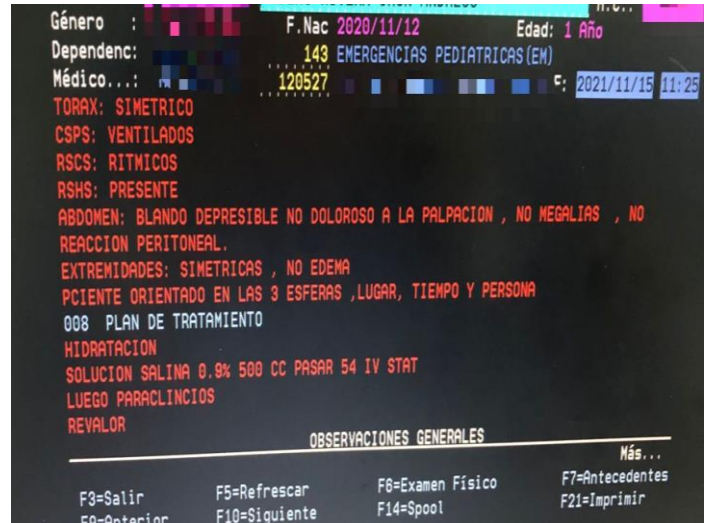 Género : F.Nac 2020/11/12 Edad: 1 Año
Dependenc: 143 EMERGENCIAS PEDIATRICAS(EM)
Médico...: 120527 F: 2021/11/15 11:25
TORAX: SIMETRICO
CSPS: VENTILADOS
RSCS: RITMICOS
RSHS: PRESENTE
ABDOMEN: BLANDO DEPRESIBLE NO DOLOROSO A LA PALPACION , NO MEGALIAS , NO
REACCION PERITONEAL.
EXTREMIDADES: SIMETRICAS , NO EDEMA
PCIENTE ORIENTADO EN LAS 3 ESFERAS ,LUGAR, TIEMPO Y PERSONA
008 PLAN DE TRATAMIENTO
HIDRATACION
SOLUCION SALINA 0.9% 500 CC PASAR 54 IV STAT
LUEGO PARACLINCIOS
REVALOR
OBSERVACIONES GENERALES
Más...
F3=Salir F5=Refrescar F6=Examen Físico F7=Antecedentes
F9=Anterior F10=Siguiente F14=Spool F21=Imprimir